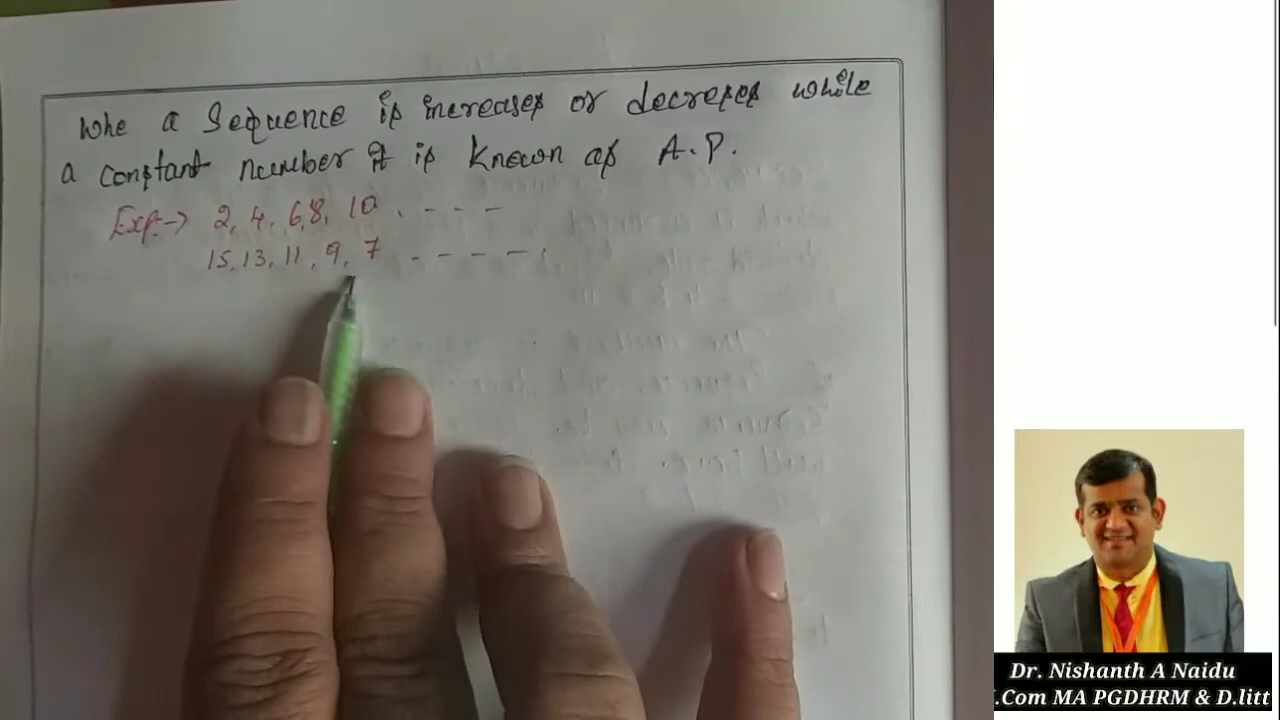 Whe a Sequence is increases or decreses while
a constant number it is known as A.P.
Exp:→ 2, 4, 6, 8, 10, - - - -
15, 13, 11, 9, 7 - - - - -
Dr. Nishanth A Naidu
.Com MA PGDHRM & D.litt